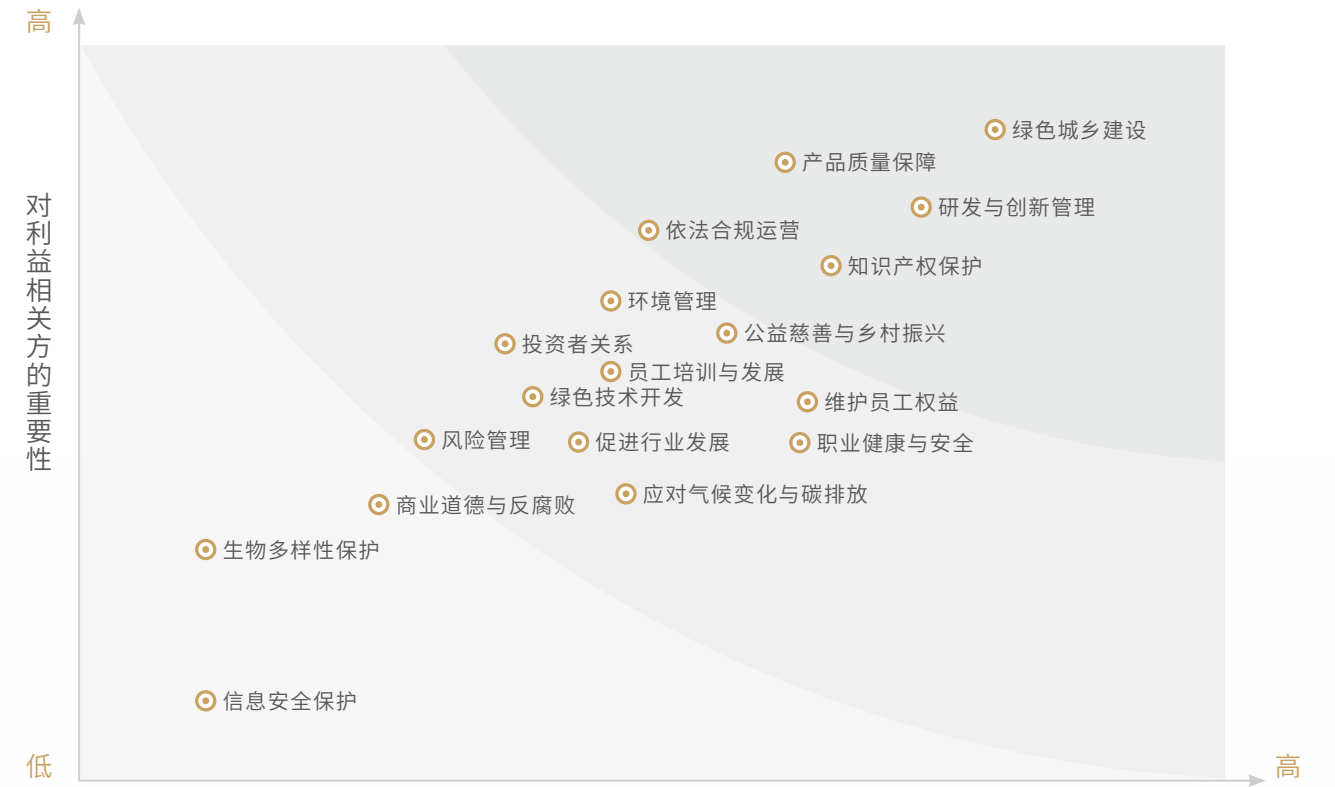 高
对利益相关方的重要性
绿色城乡建设
产品质量保障
研发与创新管理
依法合规运营
知识产权保护
环境管理
公益慈善与乡村振兴
投资者关系
员工培训与发展
绿色技术开发
维护员工权益
风险管理
促进行业发展
职业健康与安全
应对气候变化与碳排放
商业道德与反腐败
生物多样性保护
信息安全保护
低
高